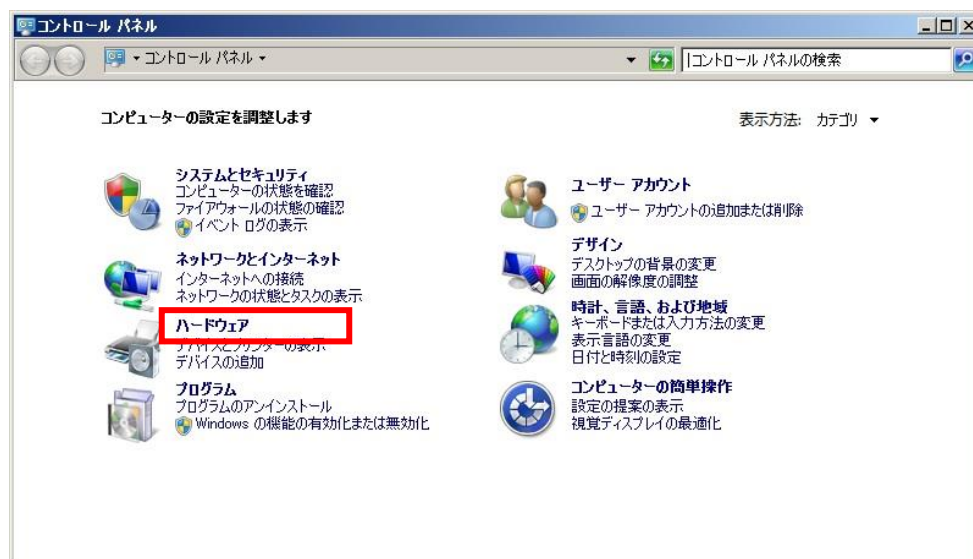 コントロール パネル
コントロール パネル
コントロール パネルの検索
コンピューターの設定を調整します
表示方法: カテゴリ
システムとセキュリティ
コンピューターの状態を確認
ファイアウォールの状態の確認
イベント ログの表示
ネットワークとインターネット
インターネットへの接続
ネットワークの状態とタスクの表示
ハードウェア
デバイスとプリンターの表示
デバイスの追加
プログラム
プログラムのアンインストール
Windows の機能の有効化または無効化
ユーザー アカウント
ユーザー アカウントの追加または削除
デザイン
デスクトップの背景の変更
画面の解像度の調整
時計、言語、および地域
キーボードまたは入力方法の変更
表示言語の変更
日付と時刻の設定
コンピューターの簡単操作
設定の提案の表示
視覚ディスプレイの最適化